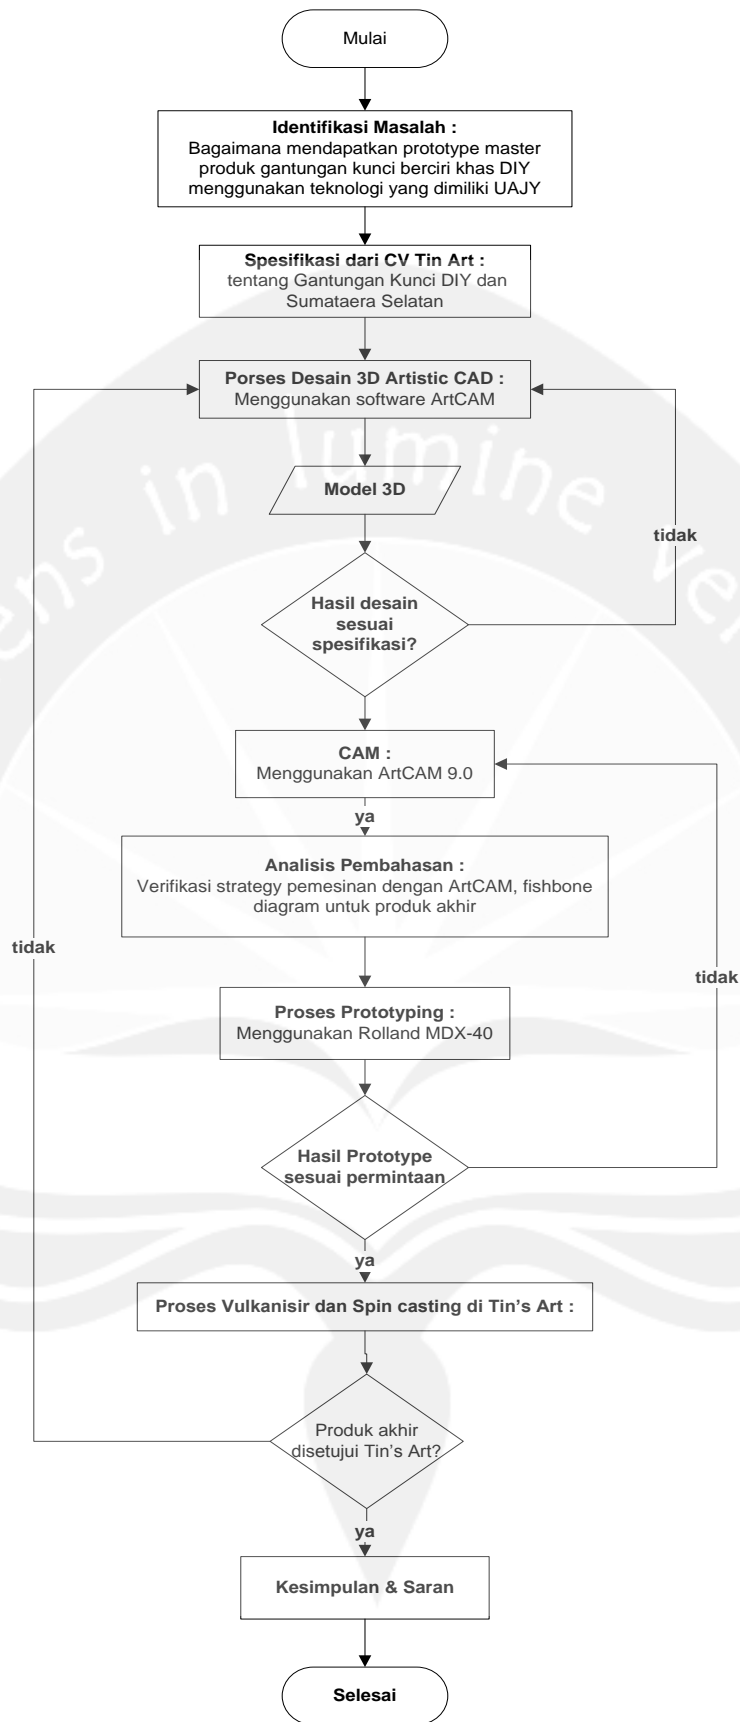 Mulai
Identifikasi Masalah :
Bagaimana mendapatkan prototype master
produk gantungan kunci berciri khas DIY
menggunakan teknologi yang dimiliki UAJY
Spesifikasi dari CV Tin Art :
tentang Gantungan Kunci DIY dan
Sumataera Selatan
Porses Desain 3D Artistic CAD :
Menggunakan software ArtCAM
Model 3D
tidak
Hasil desain
sesuai
spesifikasi?
CAM :
Menggunakan ArtCAM 9.0
ya
Analisis Pembahasan :
Verifikasi strategy pemesinan dengan ArtCAM, fishbone
diagram untuk produk akhir
tidak
tidak
Proses Prototyping :
Menggunakan Rolland MDX-40
Hasil Prototype
sesuai permintaan
ya
Proses Vulkanisir dan Spin casting di Tin’s Art :
Produk akhir
disetujui Tin’s Art?
ya
Kesimpulan & Saran
Selesai
ens in lumine ver